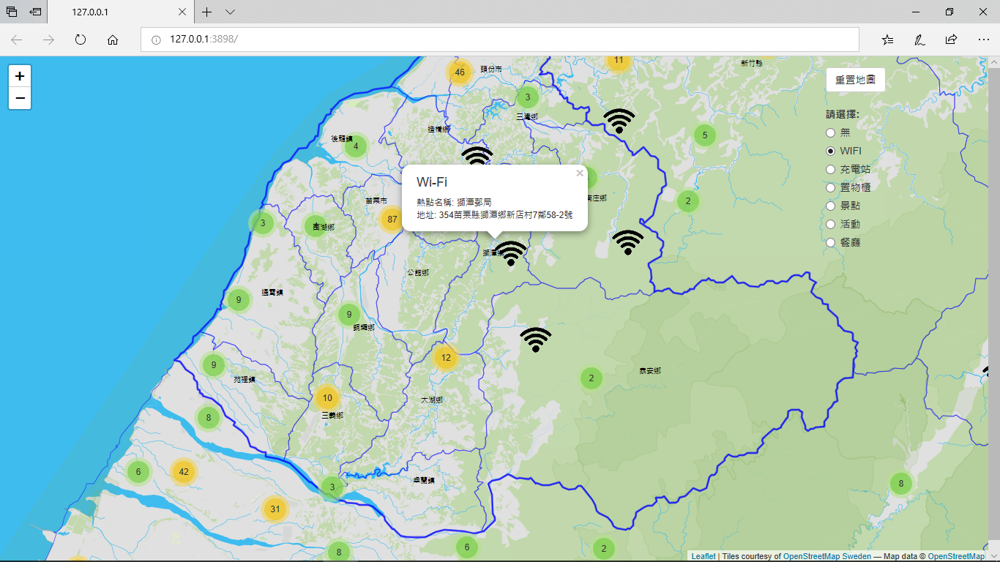 127.0.0.1
127.0.0.1:3898/
+
−
46
頭份市
11
新竹縣
重置地圖
3
三灣鄉
請選擇:
無
WIFI
充電站
置物櫃
景點
活動
餐廳
造橋鄉
後龍鎮
4
5
×
Wi-Fi
熱點名稱: 獅潭郵局
地址: 354苗栗縣獅潭鄉新店村7鄰58-2號
南庄鄉
2
苗栗市
87
3
西湖鄉
獅潭鄉
公館鄉
通霄鎮
9
9
銅鑼鄉
12
9
苑裡鎮
2
泰安鄉
10
大湖鄉
三義鄉
8
6
42
3
卓蘭鎮
8
31
8
6
2
Leaflet | Tiles courtesy of OpenStreetMap Sweden — Map data © OpenStreetMap